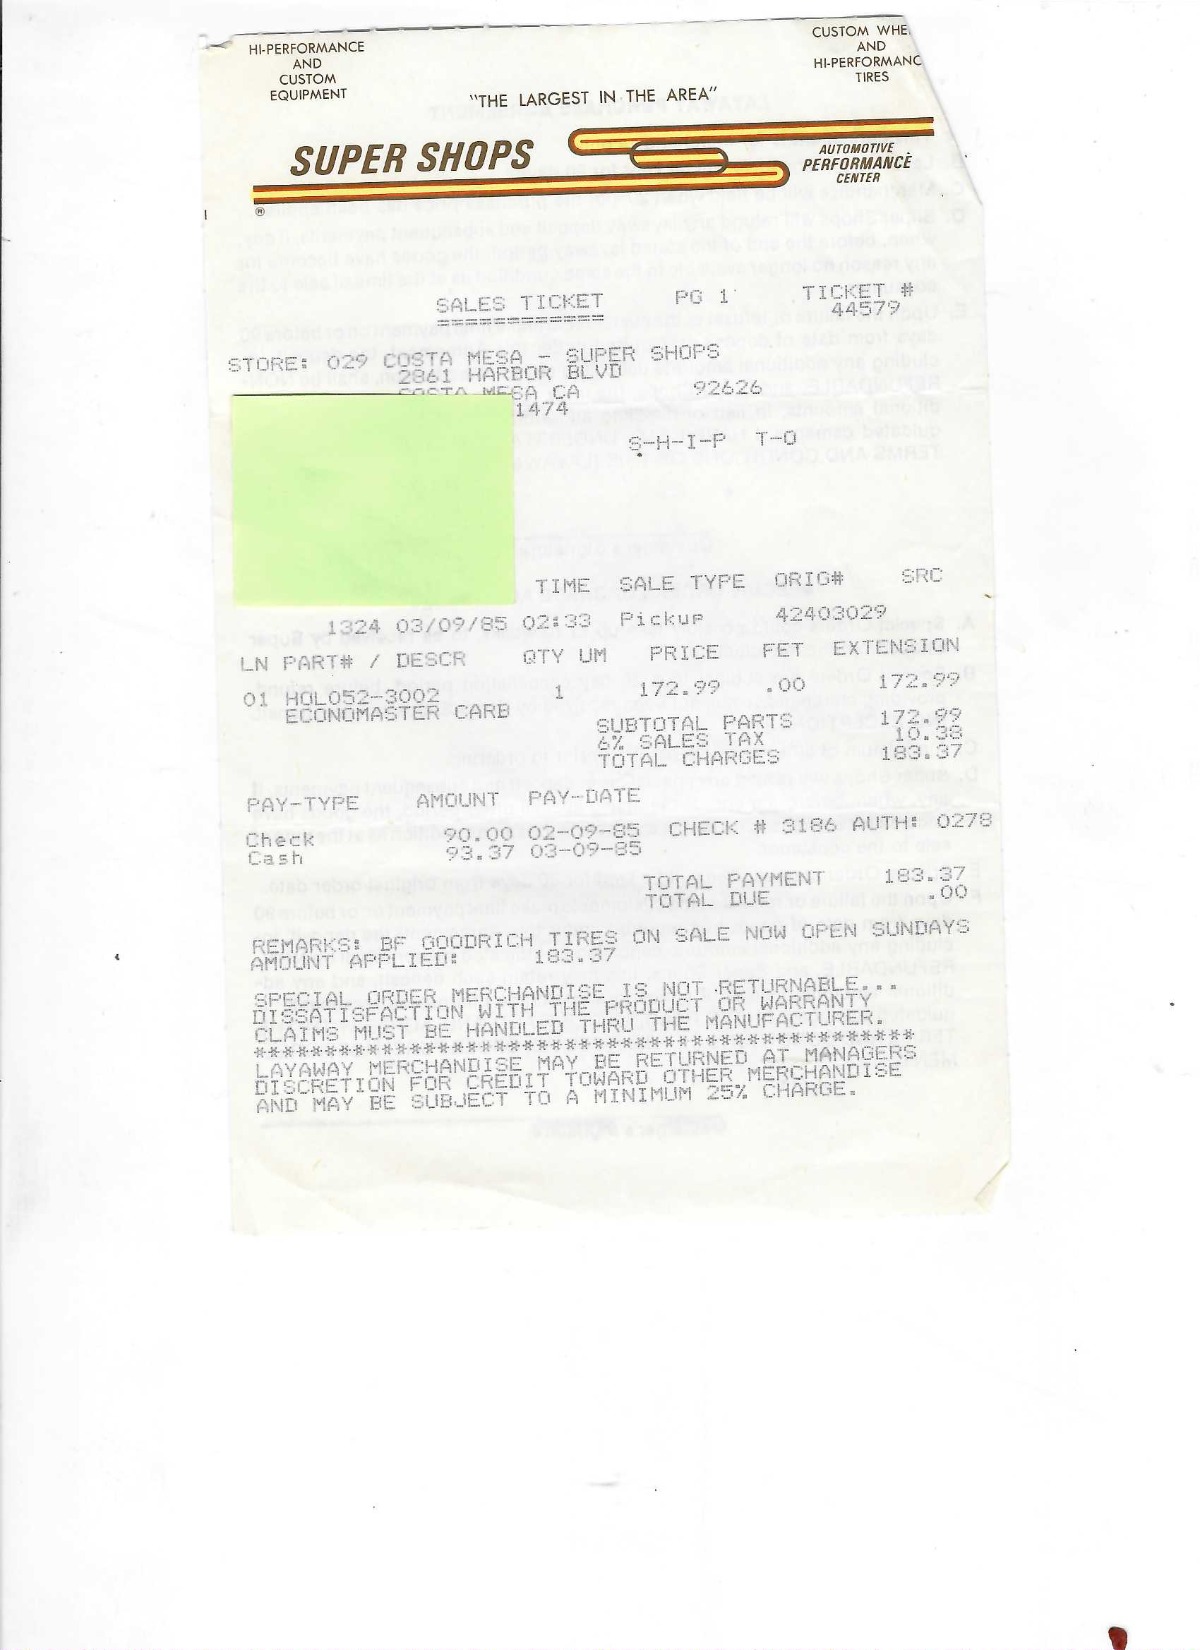 HI-PERFORMANCE
AND
CUSTOM
EQUIPMENT
CUSTOM WHE
AND
HI-PERFORMANC
TIRES
"THE LARGEST IN THE AREA"
SUPER SHOPS
AUTOMOTIVE
PERFORMANCE
CENTER
®
SALES TICKET PG 1 TICKET #
============ 44579
STORE: 029 COSTA MESA - SUPER SHOPS
2861 HARBOR BLVD
COSTA MESA CA 92626
1474
S-H-I-P T-O
TIME SALE TYPE ORIG# SRC
1324 03/09/85 02:33 Pickup 42403029
LN PART# / DESCR QTY UM PRICE FET EXTENSION
01 HOL052-3002 1 172.99 .00 172.99
ECONOMASTER CARB
SUBTOTAL PARTS 172.99
6% SALES TAX 10.38
TOTAL CHARGES 183.37
PAY-TYPE AMOUNT PAY-DATE
Check 90.00 02-09-85 CHECK # 3186 AUTH: 0278
Cash 93.37 03-09-85
TOTAL PAYMENT 183.37
TOTAL DUE .00
REMARKS: BF GOODRICH TIRES ON SALE NOW OPEN SUNDAYS
AMOUNT APPLIED: 183.37
SPECIAL ORDER MERCHANDISE IS NOT RETURNABLE...
DISSATISFACTION WITH THE PRODUCT OR WARRANTY
CLAIMS MUST BE HANDLED THRU THE MANUFACTURER.
***********************************************
LAYAWAY MERCHANDISE MAY BE RETURNED AT MANAGERS
DISCRETION FOR CREDIT TOWARD OTHER MERCHANDISE
AND MAY BE SUBJECT TO A MINIMUM 25% CHARGE.